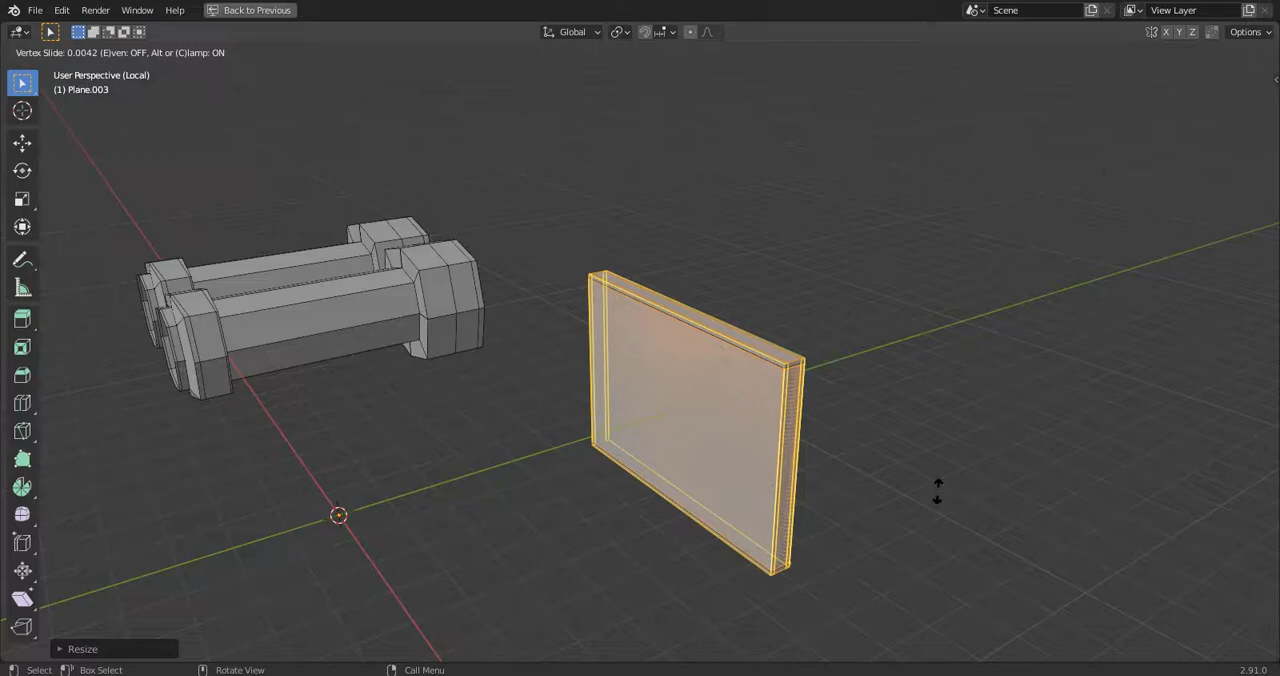 File Edit Render Window Help Back to Previous Scene View Layer
Global Options
X Y Z
Vertex Slide: 0.0042 (E)ven: OFF, Alt or (C)lamp: ON
User Perspective (Local)
(1) Plane.003
Resize
Select Box Select Rotate View Call Menu 2.91.0